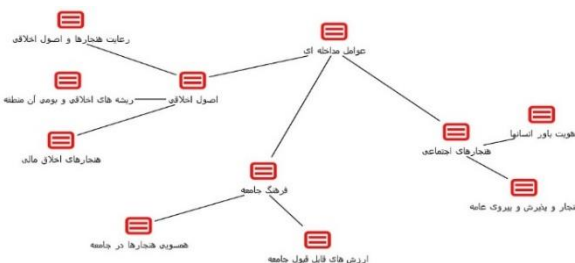 رعایت هنجارها و اصول اخلاقی
عوامل مداخله ای
اصول اخلاقی
ریشه های اخلاقی و بومی آن منطقه
هنجارهای اخلاق مالی
هویت باور انسانها
هنجارهای اجتماعی
هنجار و پذیرش و پیروی عامه
فرهنگ جامعه
همسویی هنجارها در جامعه
ارزش های قابل قبول جامعه